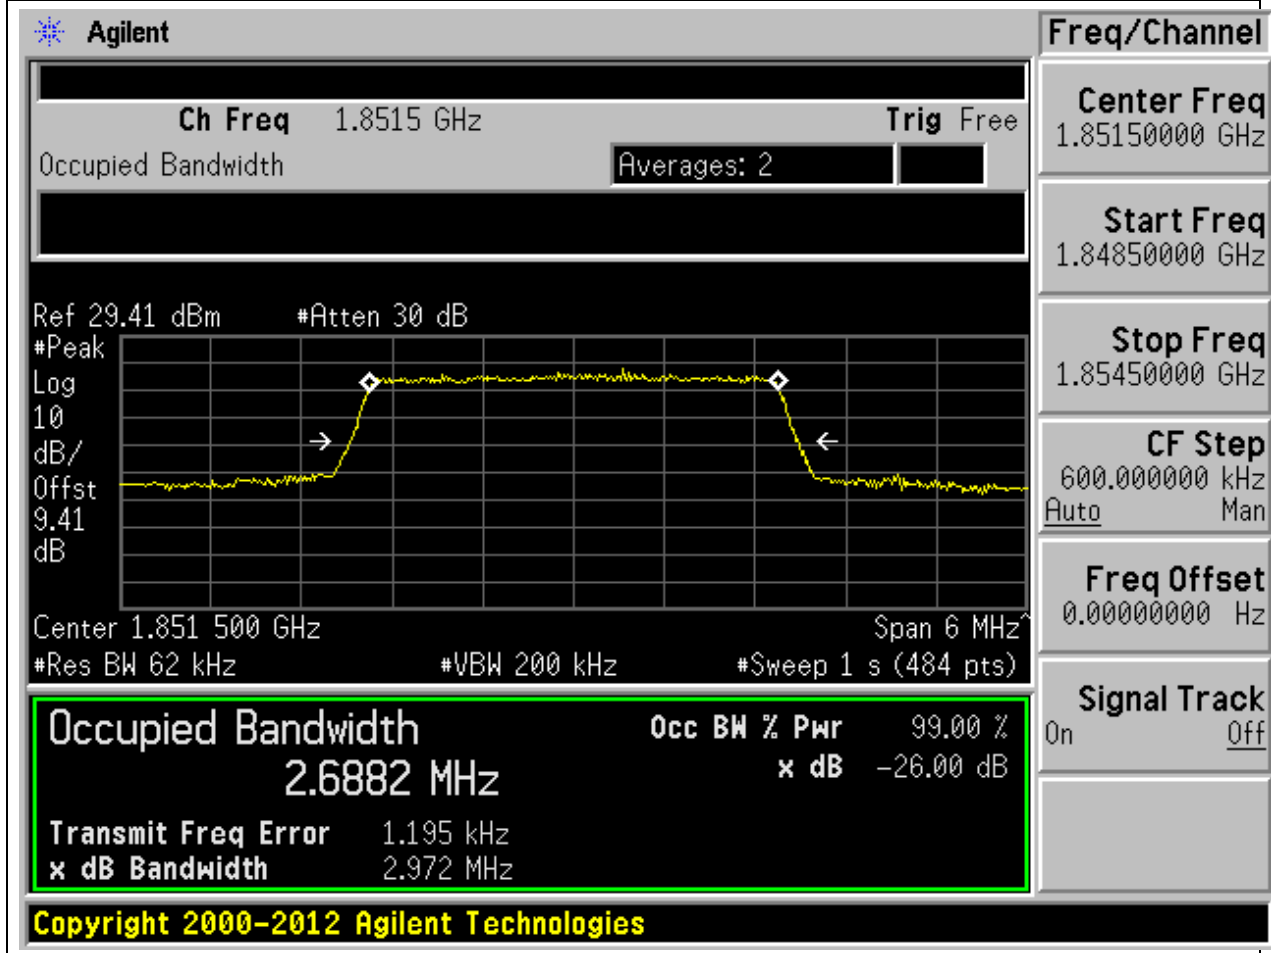 Agilent
Freq/Channel
Ch Freq 1.8515 GHz Trig Free
Occupied Bandwidth Averages: 2
Center Freq
1.85150000 GHz
Start Freq
1.84850000 GHz
Stop Freq
1.85450000 GHz
CF Step
600.000000 kHz
Auto Man
Freq Offset
0.00000000 Hz
Signal Track
On Off
Ref 29.41 dBm #Atten 30 dB
#Peak
Log
10
dB/
Offst
9.41
dB
Center 1.851 500 GHz Span 6 MHz^
#Res BW 62 kHz #VBW 200 kHz #Sweep 1 s (484 pts)
Occupied Bandwidth Occ BW % Pwr 99.00 %
2.6882 MHz x dB -26.00 dB
Transmit Freq Error 1.195 kHz
x dB Bandwidth 2.972 MHz
Copyright 2000-2012 Agilent Technologies